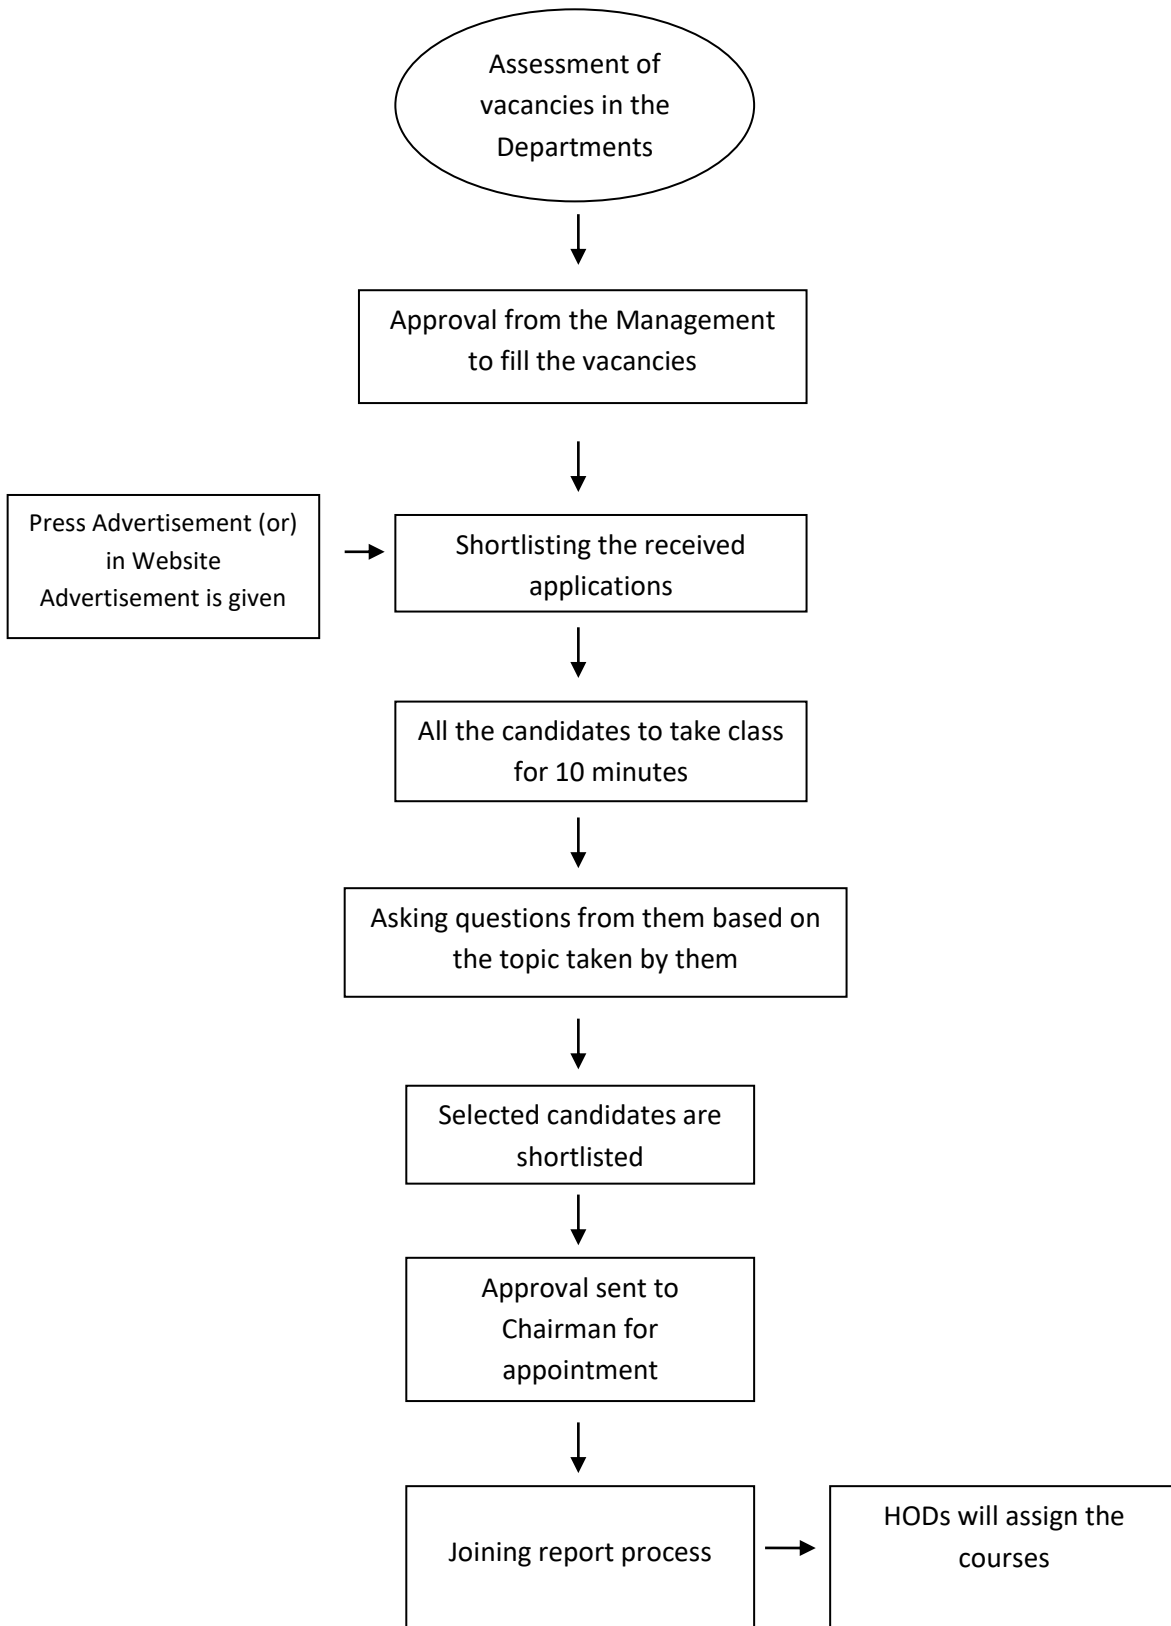 Assessment of
vacancies in the
Departments
Approval from the Management
to fill the vacancies
Press Advertisement (or)
in Website
Advertisement is given
Shortlisting the received
applications
All the candidates to take class
for 10 minutes
Asking questions from them based on
the topic taken by them
Selected candidates are
shortlisted
Approval sent to
Chairman for
appointment
Joining report process
HODs will assign the
courses